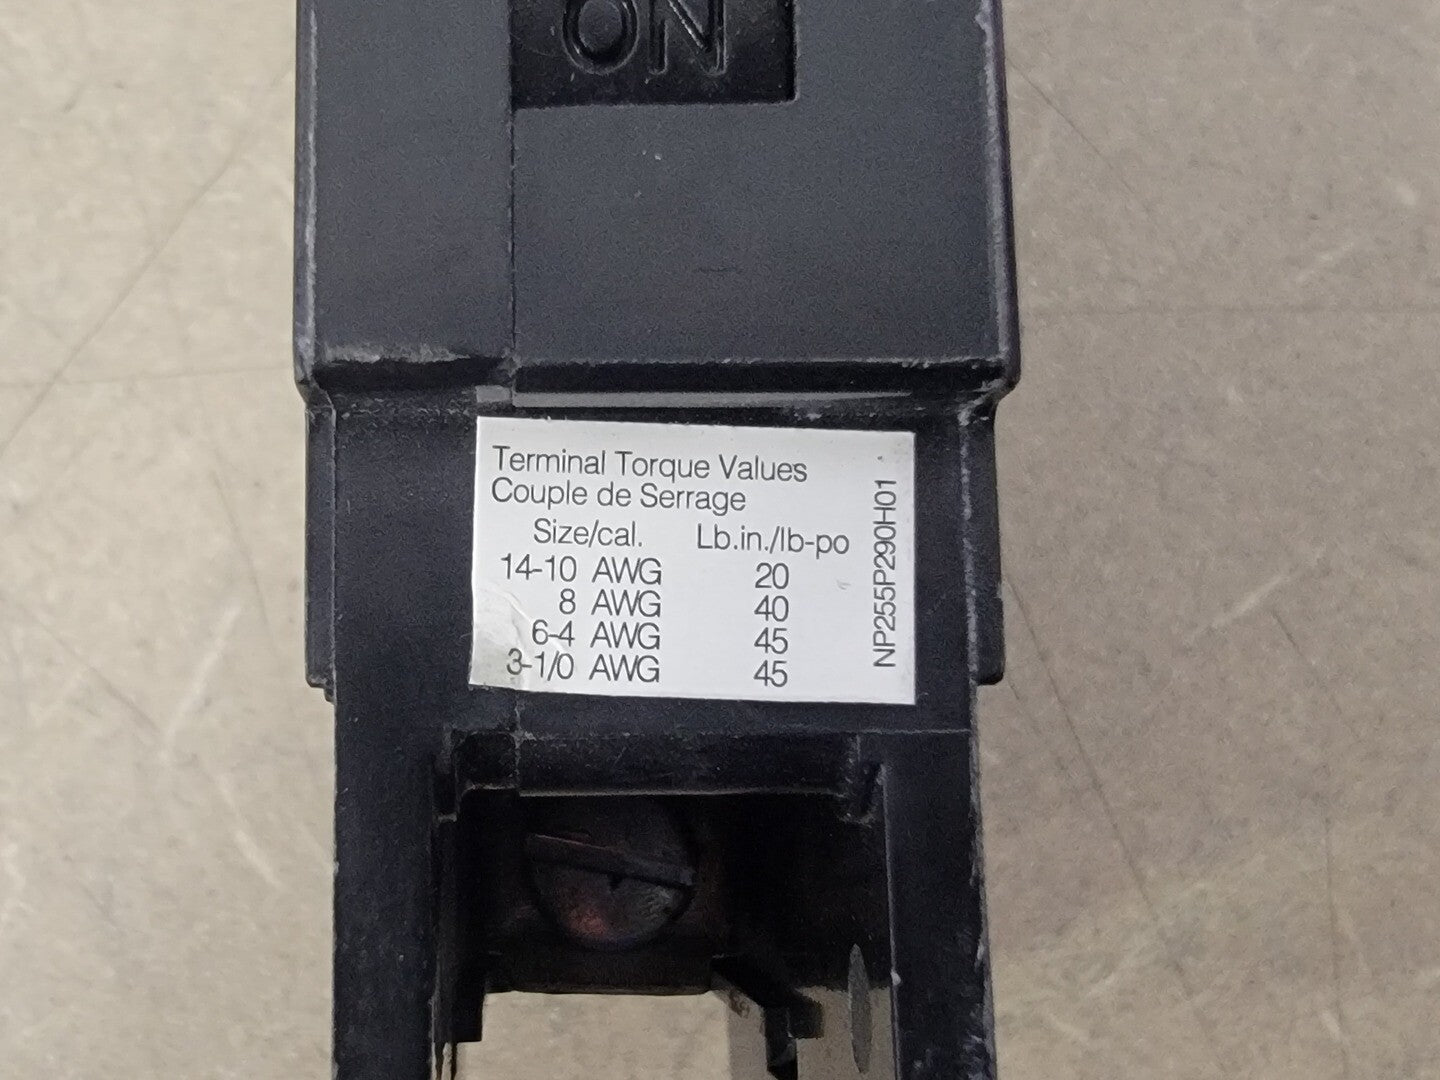 ON
Terminal Torque Values
Couple de Serrage
Size/cal. Lb.in./lb-po
14-10 AWG 20
8 AWG 40
6-4 AWG 45
3-1/0 AWG 45
NP255P290H01